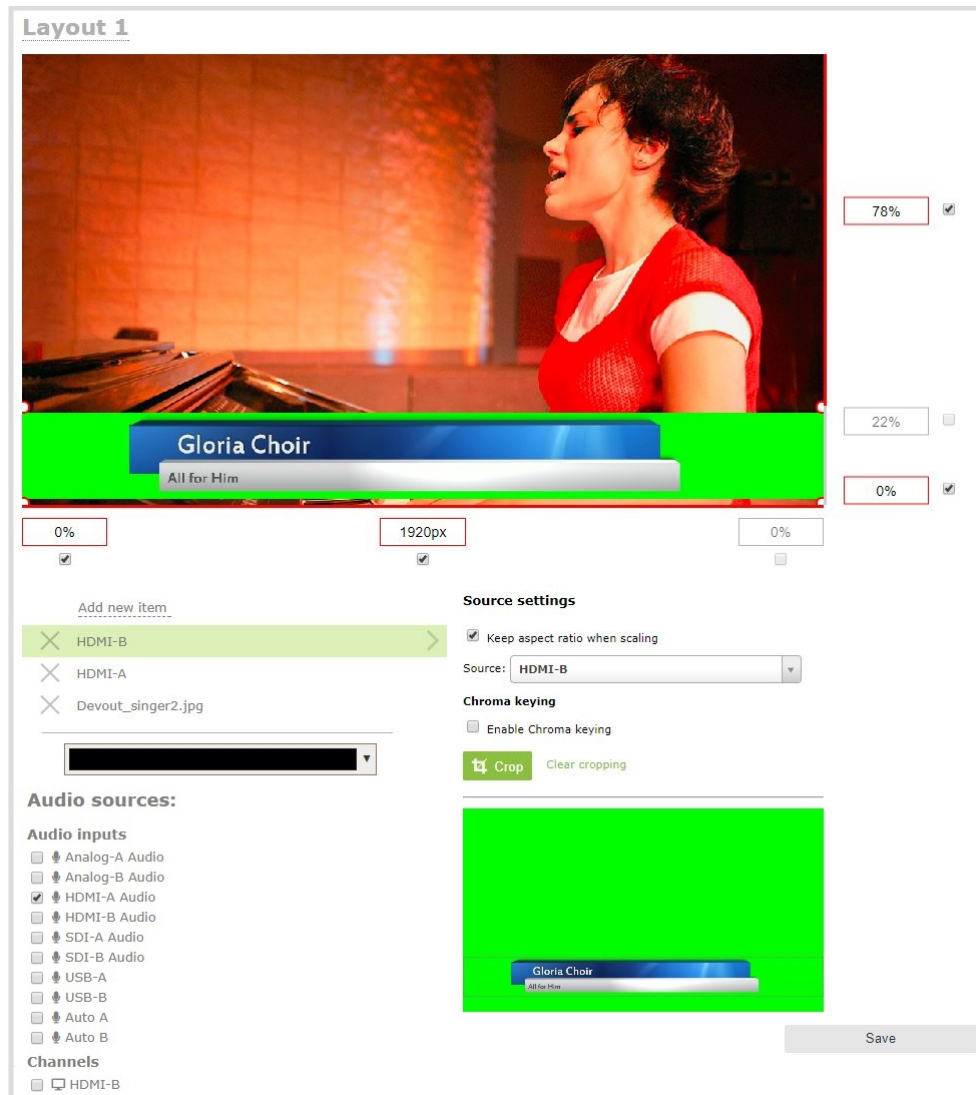 Layout 1
78%
Gloria Choir
All for Him
22%
0%
0%
1920px
0%
Add new item
HDMI-B
HDMI-A
Devout_singer2.jpg
Source settings
Keep aspect ratio when scaling
Source: HDMI-B
Chroma keying
Enable Chroma keying
Crop Clear cropping
Gloria Choir
All for Him
Audio sources:
Audio inputs
Analog-A Audio
Analog-B Audio
HDMI-A Audio
HDMI-B Audio
SDI-A Audio
SDI-B Audio
USB-A
USB-B
Auto A
Auto B
Channels
HDMI-B
Save